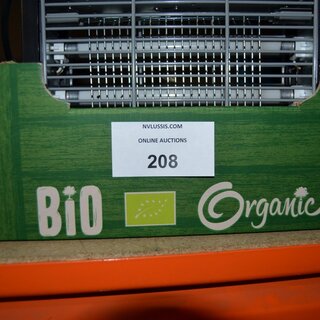 NVLUSSIS.COM
ONLINE AUCTIONS
208
BIO
Organic